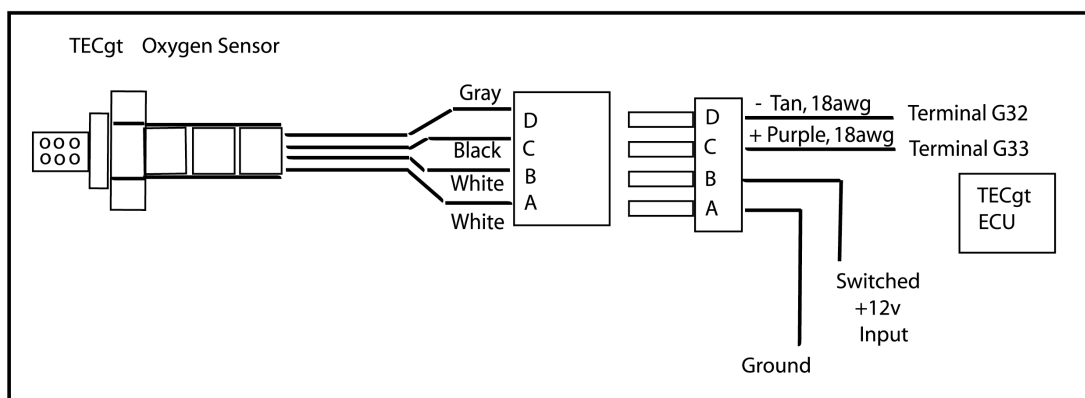 TECgt Oxygen Sensor
Gray
Black
White
White
D
C
B
A
D
C
B
A
- Tan, 18awg
+ Purple, 18awg
Terminal G32
Terminal G33
TECgt
ECU
Switched
+12v
Input
Ground